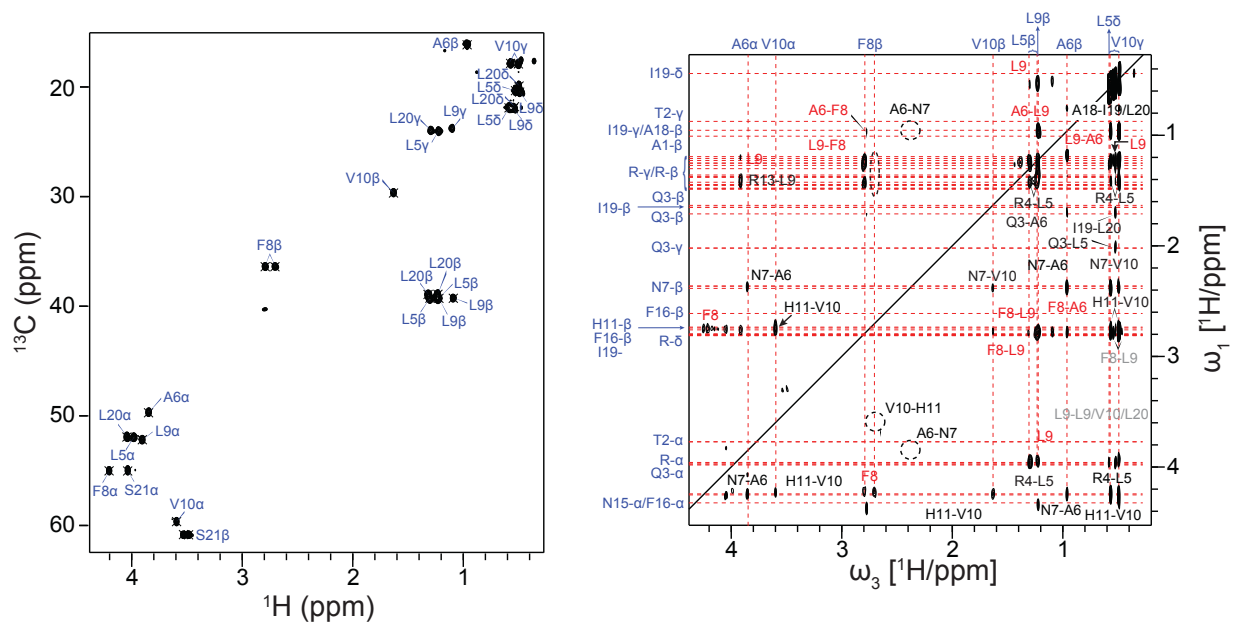 A6β
V10γ
L20δ
L5δ
L20δ
L9δ
L5δ
L9δ
L20γ
L9γ
L5γ
V10β
F8β
L20β
L20β
L5β
L9β
L5β
L9β
A6α
L20α
L9α
L5α
F8α
S21α
V10α
S21β
20
30
40
50
60
¹³C (ppm)
4
3
2
1
¹H (ppm)
L9β
L5δ
A6α
V10α
F8β
V10β
L5β
A6β
V10γ
I19-δ
T2-γ
I19-γ/A18-β
A1-β
R-γ/R-β
Q3-β
I19-β
Q3-β
Q3-γ
N7-β
F16-β
H11-β
F16-β
I19-
R-δ
T2-α
R-α
Q3-α
N15-α/F16-α
L9
A6-F8
A6-N7
A6-L9
A18-I19/L20
L9-F8
L9-A6
L9
L9
R13-L9
R4-L5
R4-L5
Q3-A6
I19-L20
Q3-L5
N7-A6
N7-V10
N7-A6
N7-V10
F8
H11-V10
F8-L9
F8-A6
H11-V10
F8-L9
F8-L9
V10-H11
A6-N7
L9-L9/V10/L20
L9
N7-A6
H11-V10
F8
R4-L5
R4-L5
H11-V10
N7-A6
H11-V10
1
2
3
4
ω₁ [¹H/ppm]
4
3
2
1
ω₃ [¹H/ppm]